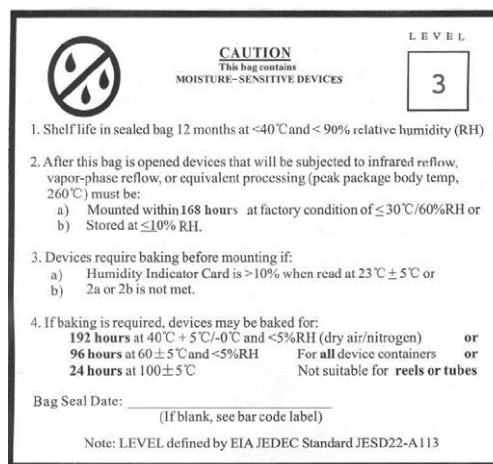 LEVEL
CAUTION
This bag contains
MOISTURE-SENSITIVE DEVICES
3
1. Shelf life in sealed bag 12 months at <40℃and < 90% relative humidity (RH)
2. After this bag is opened devices that will be subjected to infrared reflow,
vapor-phase reflow, or equivalent processing (peak package body temp,
260℃) must be:
a) Mounted within 168 hours at factory condition of ≤30℃/60%RH or
b) Stored at ≤10% RH.
3. Devices require baking before mounting if:
a) Humidity Indicator Card is >10% when read at 23℃±5℃ or
b) 2a or 2b is not met.
4. If baking is required, devices may be baked for:
192 hours at 40℃ + 5℃/-0℃ and <5%RH (dry air/nitrogen) or
96 hours at 60±5℃and <5%RH For all device containers or
24 hours at 100±5℃ Not suitable for reels or tubes
Bag Seal Date: ____________________
(If blank, see bar code label)
Note: LEVEL defined by EIA JEDEC Standard JESD22-A113